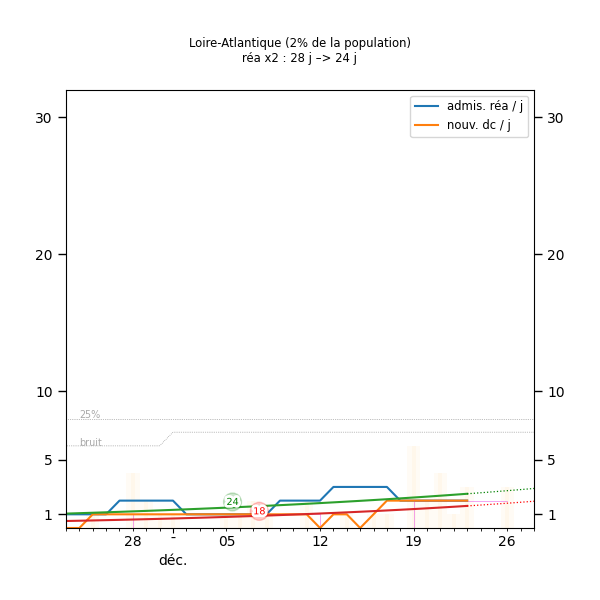 Loire-Atlantique (2% de la population)
réa x2 : 28 j –> 24 j
admis. réa / j
nouv. dc / j
30 30
20 20
10 10
25%
bruit
5 5
24
18
1 1
28 05 12 19 26
déc.